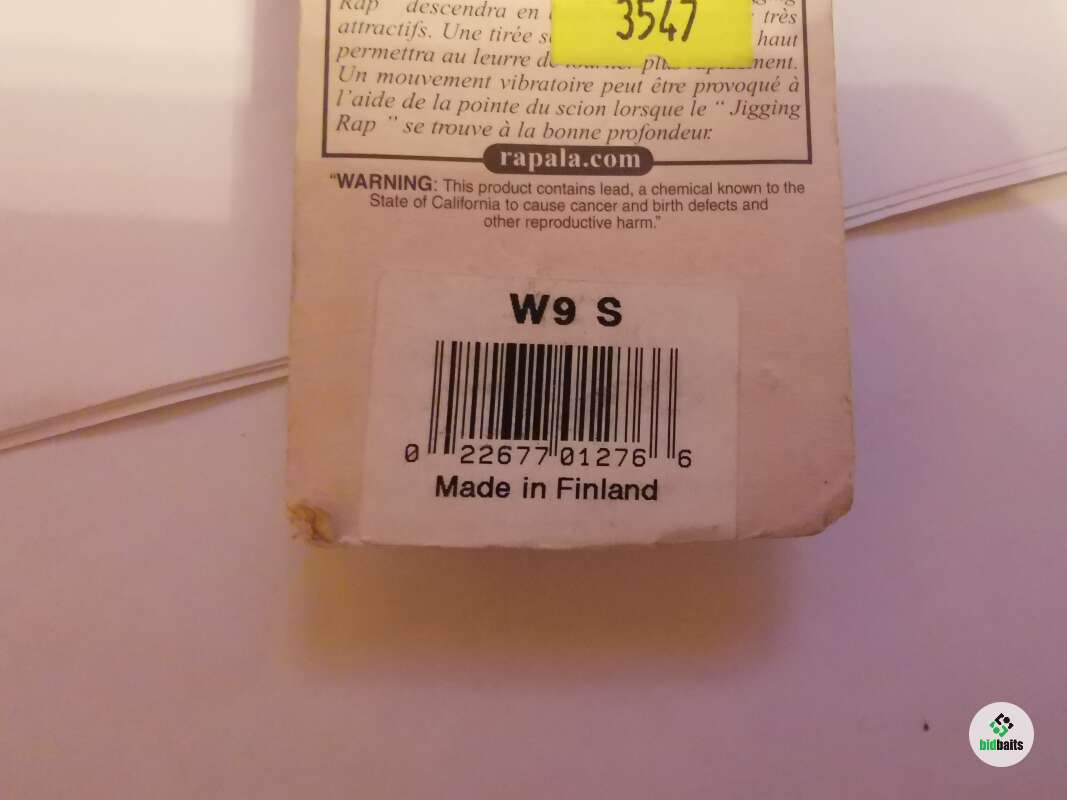 Rap " descendra en
très
3547
attractifs. Une tirée
haut
permettra au leurre de tourner plus rapidement.
Un mouvement vibratoire peut être provoqué à
l'aide de la pointe du scion lorsque le " Jigging
Rap " se trouve à la bonne profondeur.
rapala.com
"WARNING: This product contains lead, a chemical known to the
State of California to cause cancer and birth defects and
other reproductive harm."
W9 S
0 22677 01276 6
Made in Finland
bidbaits